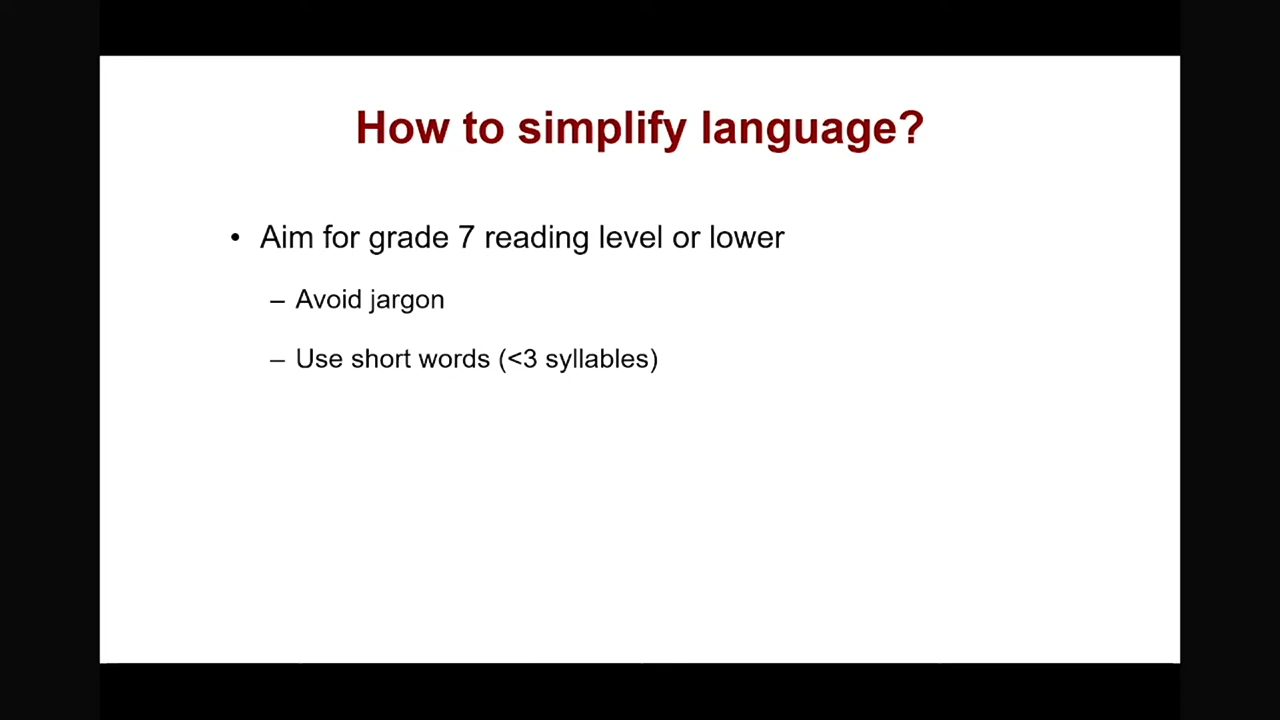 How to simplify language?
• Aim for grade 7 reading level or lower
– Avoid jargon
– Use short words (<3 syllables)